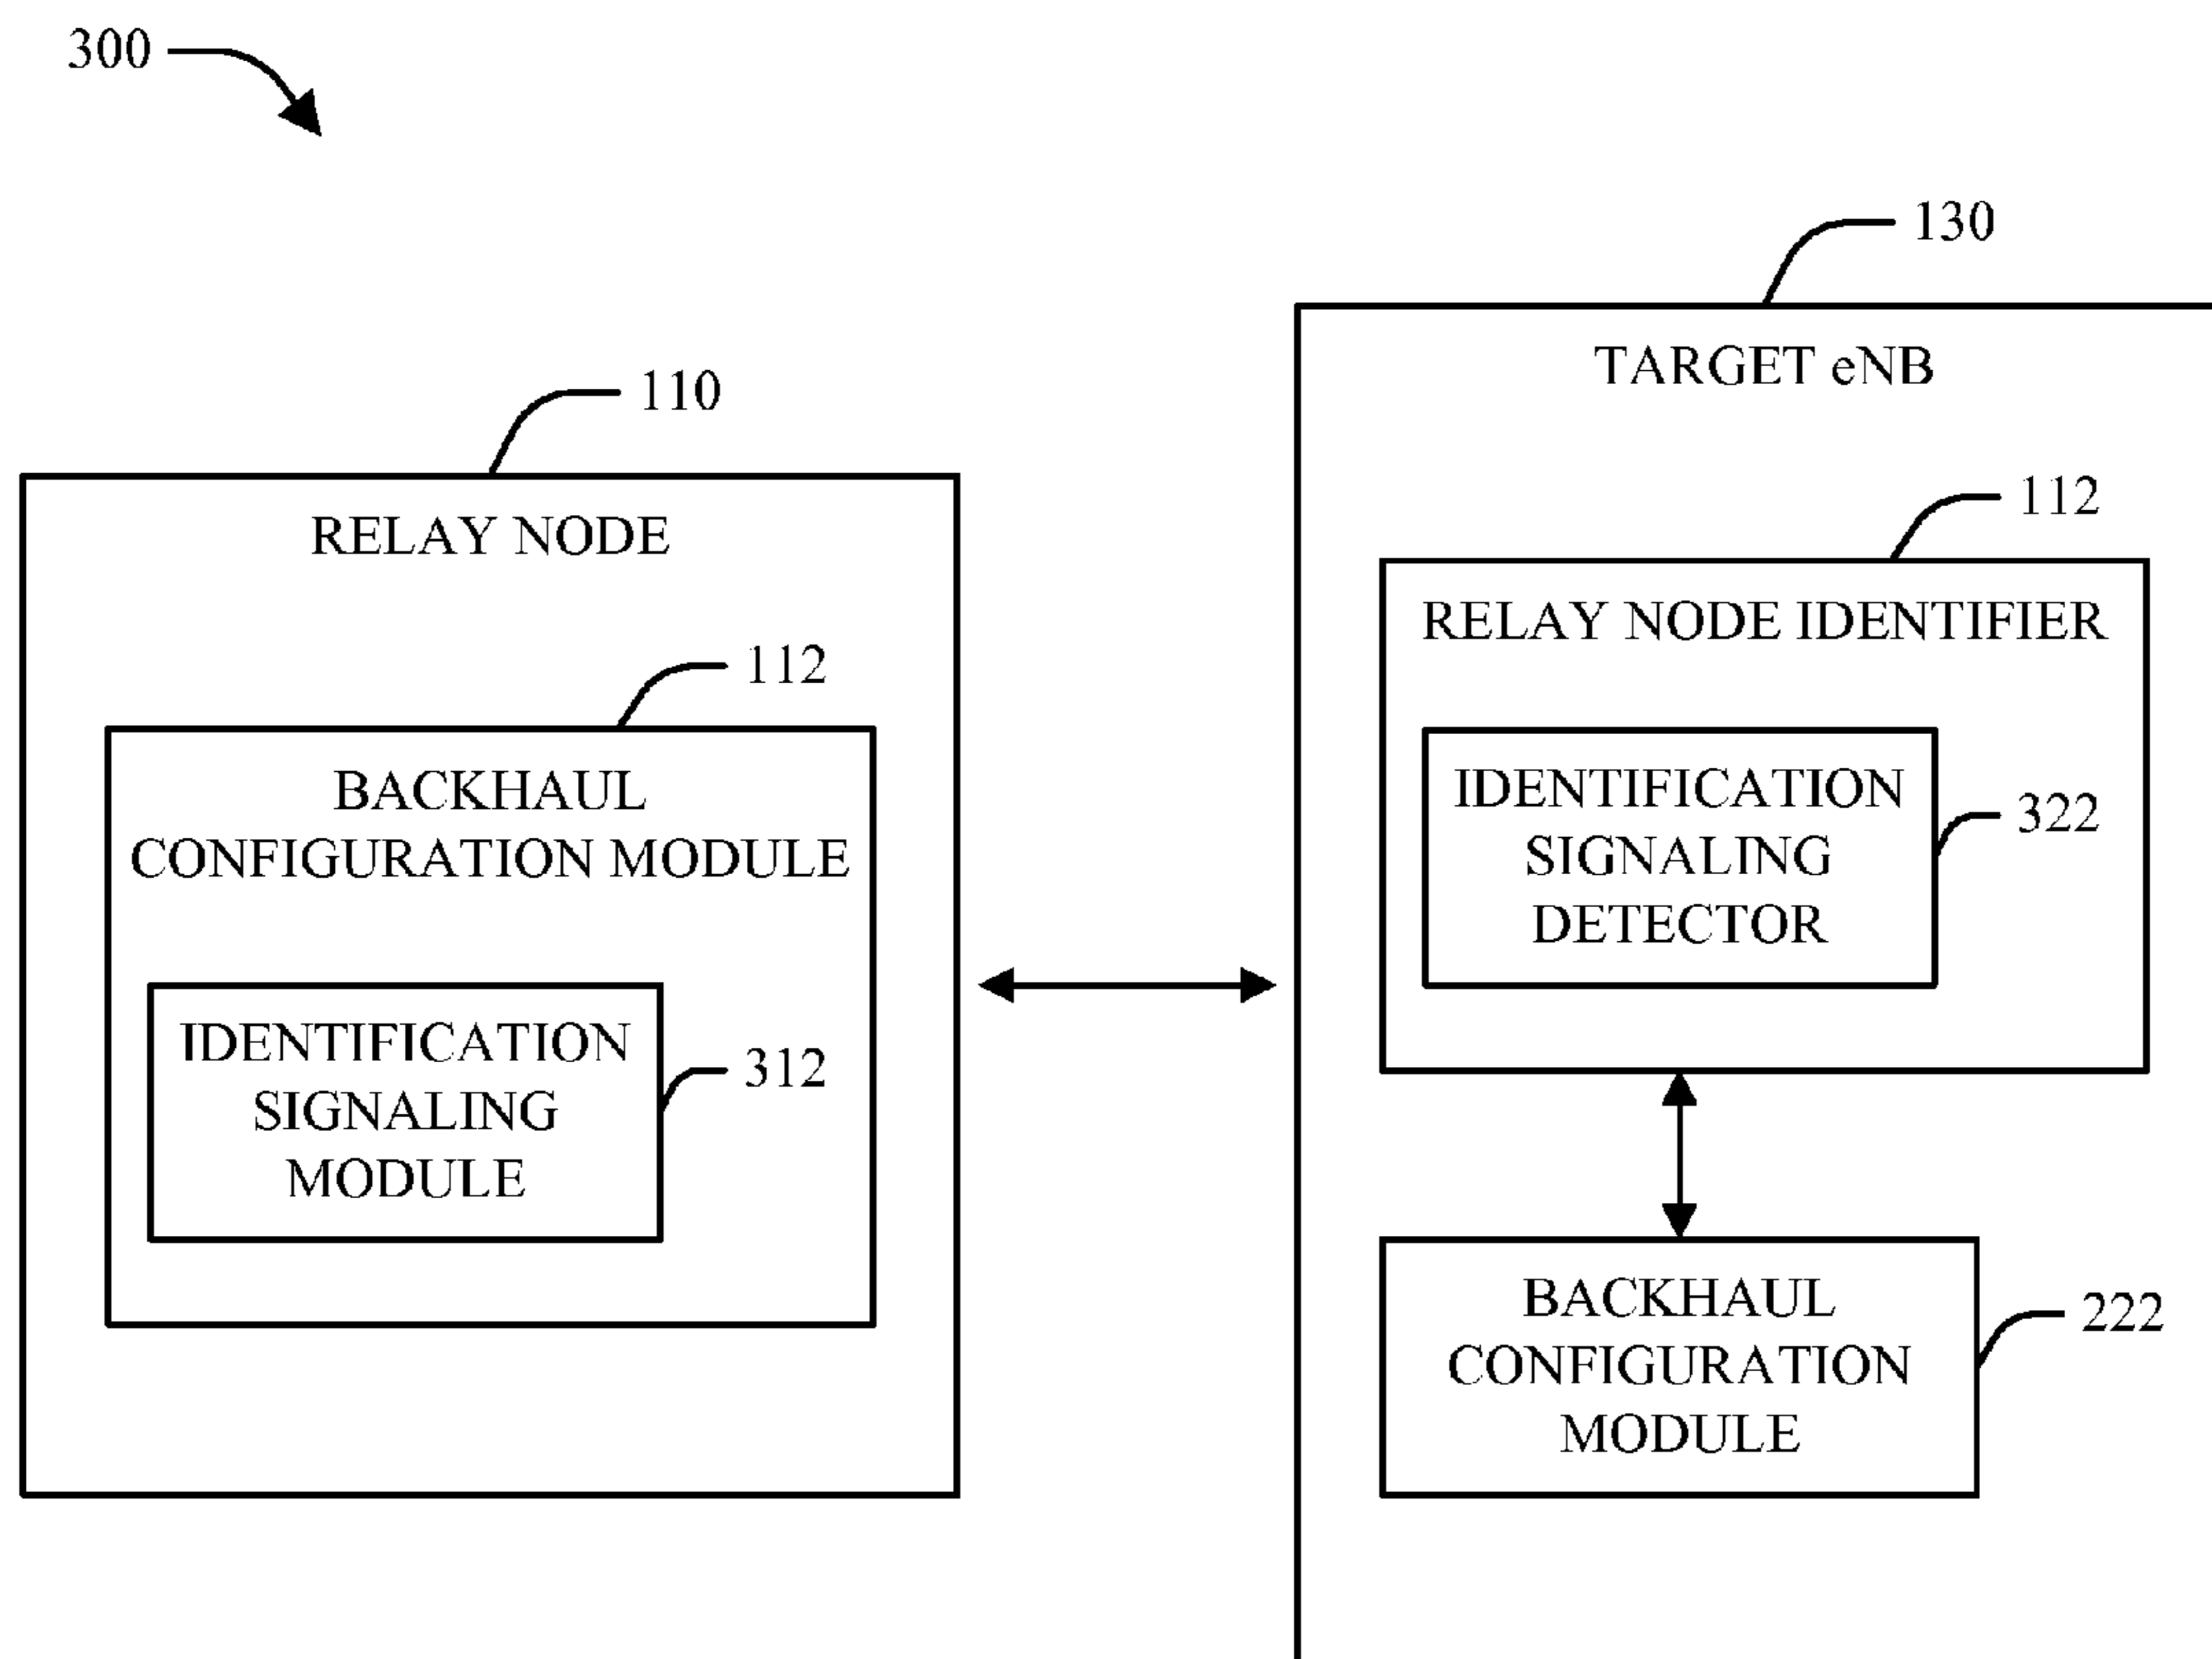 300
130
TARGET eNB
110
RELAY NODE
112
RELAY NODE IDENTIFIER
112
BACKHAUL
CONFIGURATION MODULE
IDENTIFICATION
SIGNALING
DETECTOR
322
IDENTIFICATION
SIGNALING
MODULE
312
BACKHAUL
CONFIGURATION
MODULE
222